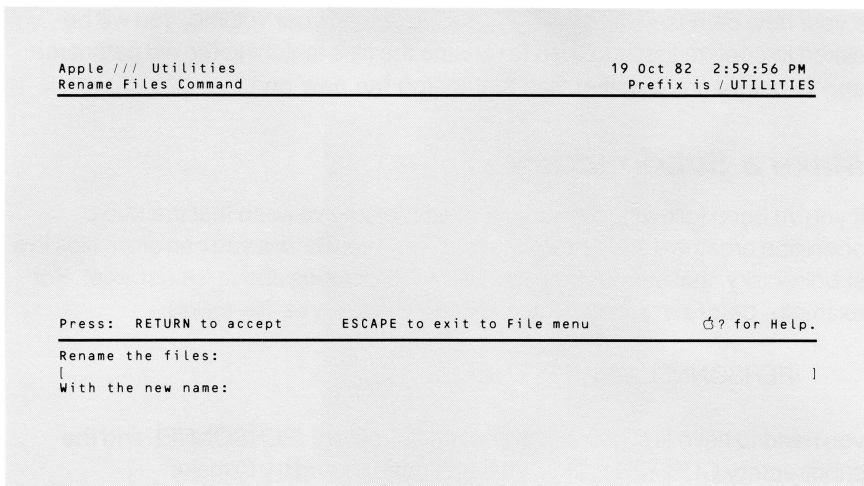 Apple /// Utilities 19 Oct 82 2:59:56 PM
Rename Files Command Prefix is /UTILITIES
Press: RETURN to accept ESCAPE to exit to File menu ? for Help.
Rename the files:
[ ]
With the new name: